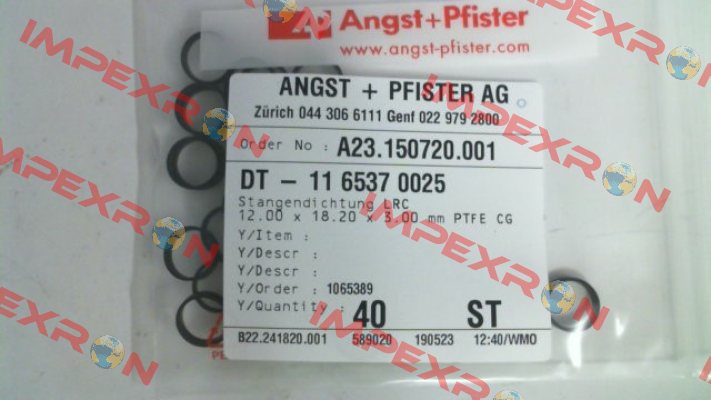 Angst+Pfister
www.angst-pfister.com
ANGST + PFISTER AG
Zürich 044 306 6111 Genf 022 979 2800
Order No : A23.150720.001
DT - 11 6537 0025
Stangendichtung LRC
12.00 x 18.20 x 3.00 mm PTFE CG
Y/Item :
Y/Descr :
Y/Descr :
Y/Order : 1065389
Y/Quantity : 40 ST
B22.241820.001 589020 190523 12:40/WMO
PE
IMPEXRON
IMPEXRON
IMPEXRON
IMPEXRON
IMPEXRON